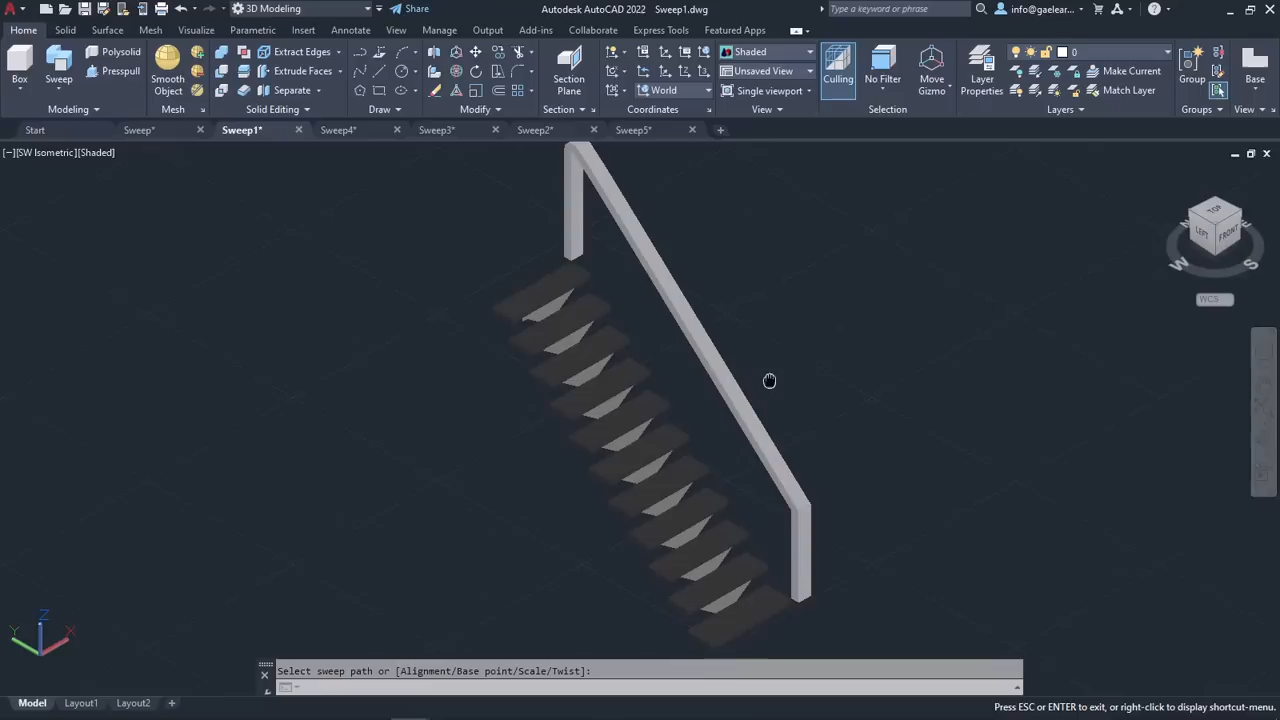 3D Modeling
Share
Autodesk AutoCAD 2022 Sweep1.dwg
Type a keyword or phrase
info@gaelear...
Home Solid Surface Mesh Visualize Parametric Insert Annotate View Manage Output Add-ins Collaborate Express Tools Featured Apps
Box
Sweep
Polysolid
Presspull
Modeling
Smooth
Object
Mesh
Extract Edges
Extrude Faces
Separate
Solid Editing
Draw
Modify
Section
Plane
Section
World
Coordinates
Shaded
Unsaved View
Single viewport
View
Culling
No Filter
Move
Gizmo
Selection
Layer
Properties
0
Make Current
Match Layer
Layers
Group
Groups
Base
View
Start
Sweep*
Sweep1*
Sweep4*
Sweep3*
Sweep2*
Sweep5*
[−][SW Isometric][Shaded]
TOP
LEFT
FRONT
N
E
W
S
WCS
Z
Y
X
Select sweep path or [Alignment/Base point/Scale/Twist]:
Model
Layout1
Layout2
Press ESC or ENTER to exit, or right-click to display shortcut-menu.